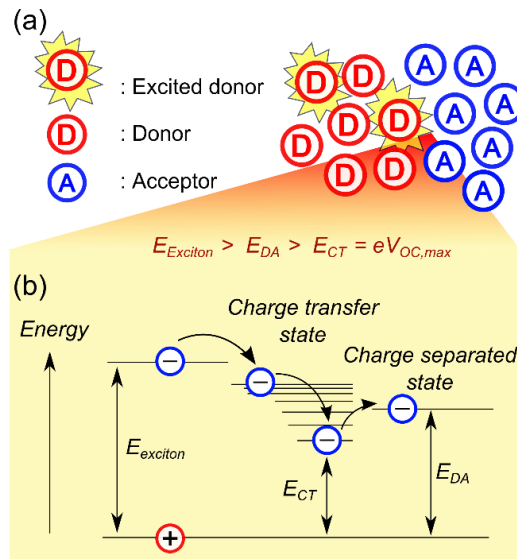 (a)
D : Excited donor
D : Donor
A : Acceptor
D D D D D D D D
A A A A A A A A A
E_Exciton > E_DA > E_CT = eV_OC,max
(b)
Energy
Charge transfer
state
Charge separated
state
− − − −
E_exciton
E_CT
E_DA
+